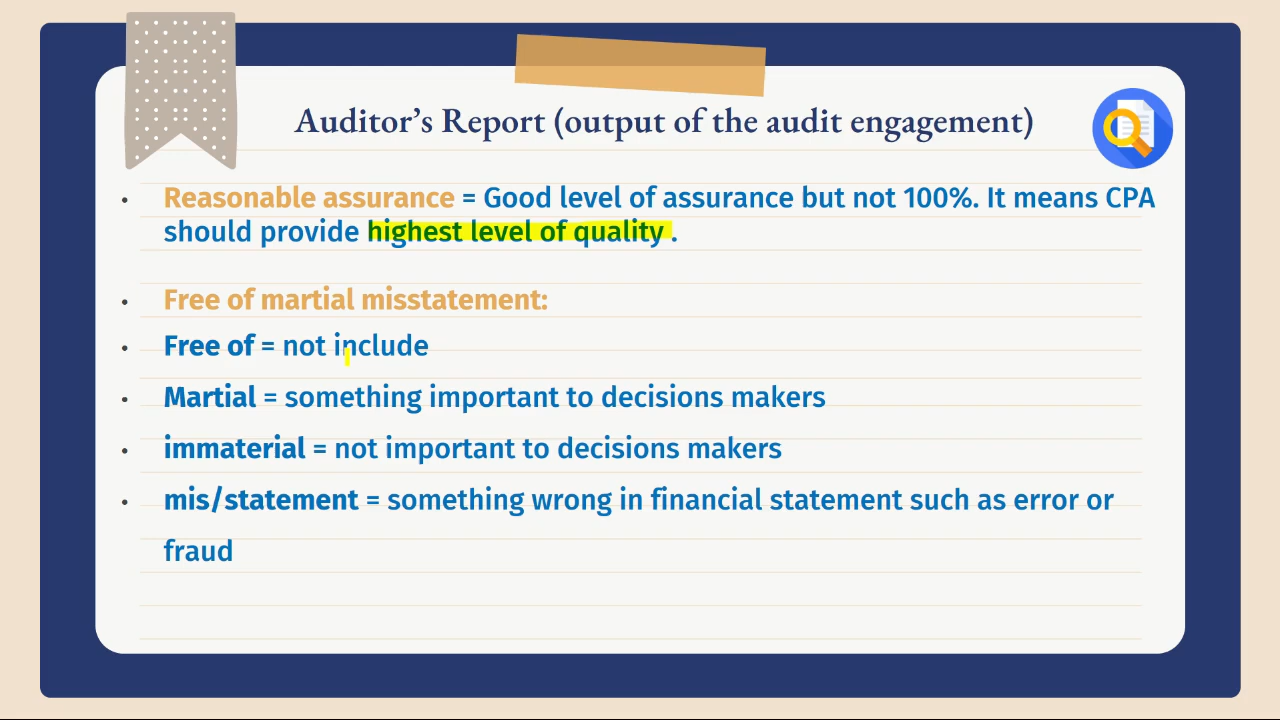 Auditor’s Report (output of the audit engagement)
• Reasonable assurance = Good level of assurance but not 100%. It means CPA
should provide highest level of quality .
• Free of martial misstatement:
• Free of = not include
• Martial = something important to decisions makers
• immaterial = not important to decisions makers
• mis/statement = something wrong in financial statement such as error or
fraud